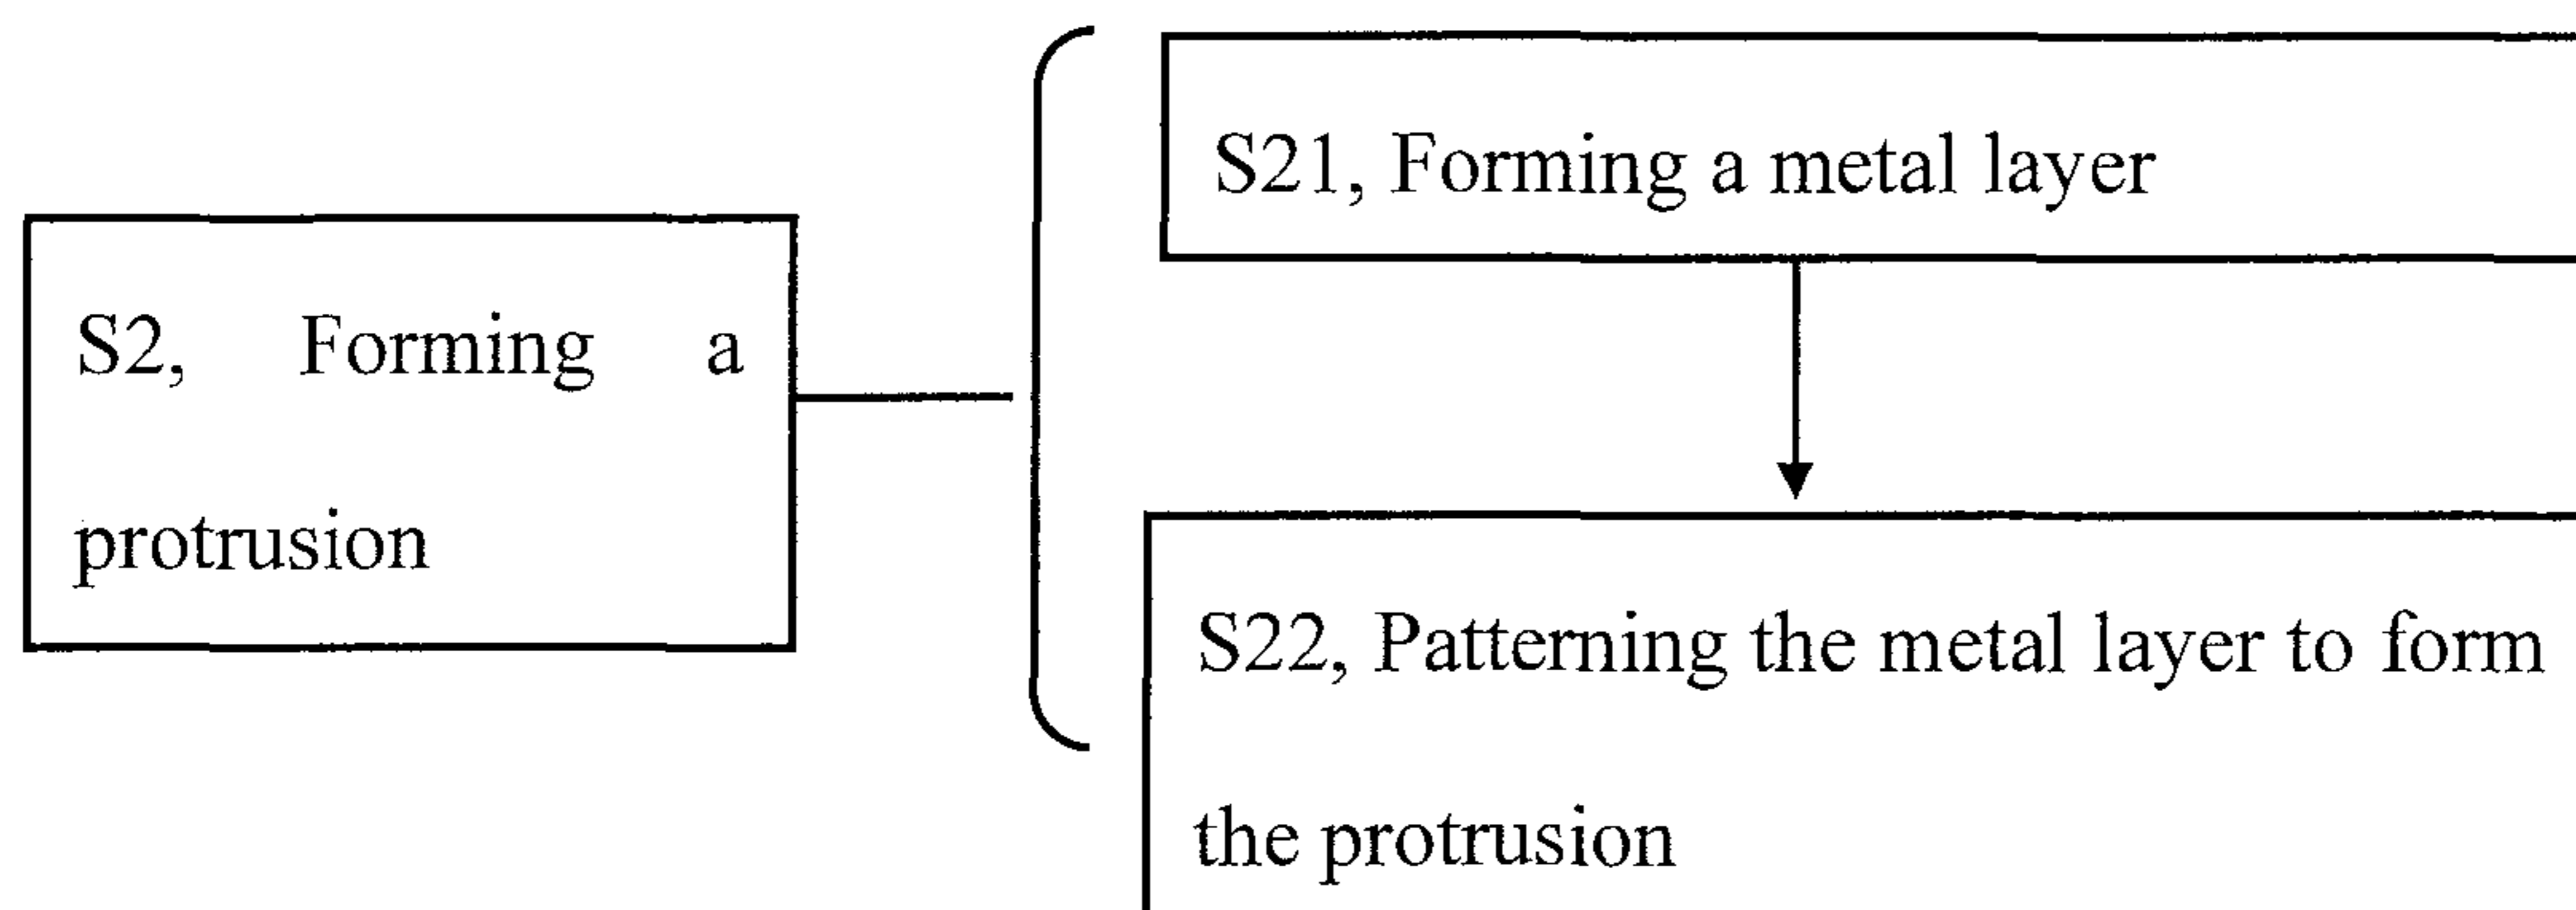 S2, Forming a
protrusion
S21, Forming a metal layer
S22, Patterning the metal layer to form
the protrusion